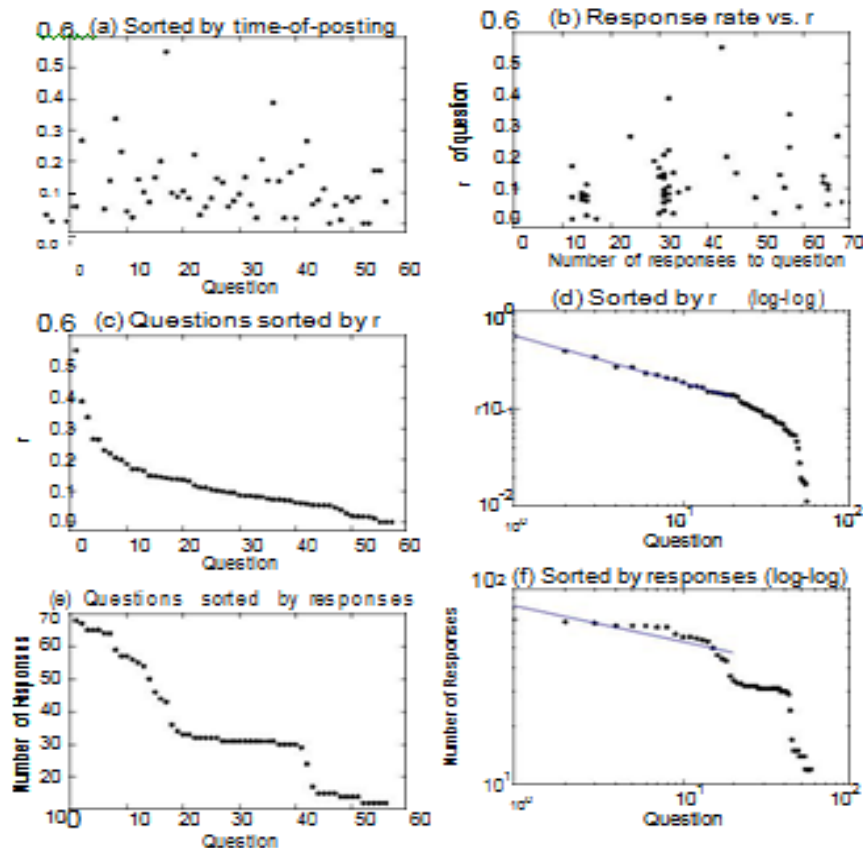 (a) Sorted by time-of-posting
0.6
0.5
0.4
0.3
0.2
0.1
0.0
0 10 20 30 40 50 60
Question
(b) Response rate vs. r
0.6
0.5
0.4
0.3
0.2
0.1
0.0
r of question
0 10 20 30 40 50 60 70
Number of responses to question
(c) Questions sorted by r
0.6
0.5
0.4
0.3
0.2
0.1
0.0
r
0 10 20 30 40 50 60
Question
(d) Sorted by r (log-log)
10⁰
r10⁻
10⁻²
10⁰ 10¹ 10²
Question
(e) Questions sorted by responses
70
60
50
40
30
20
10
Number of Responses
0 10 20 30 40 50 60
Question
(f) Sorted by responses (log-log)
10²
10¹
Number of Responses
10⁰ 10¹ 10²
Question